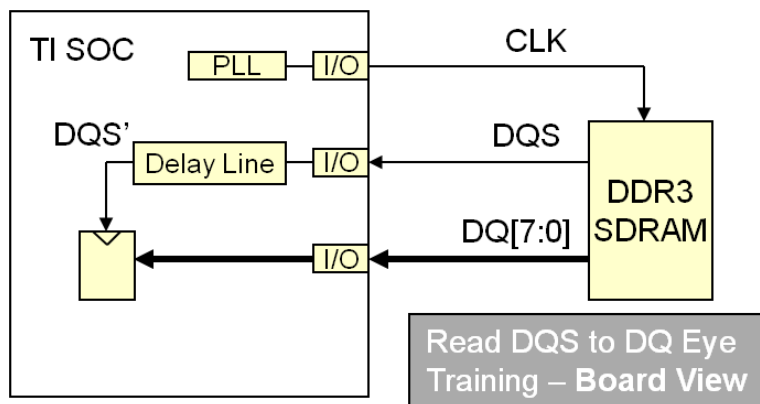 TI SOC
PLL
I/O
CLK
DQS’
Delay Line
I/O
DQS
DDR3
SDRAM
I/O
DQ[7:0]
Read DQS to DQ Eye
Training – Board View